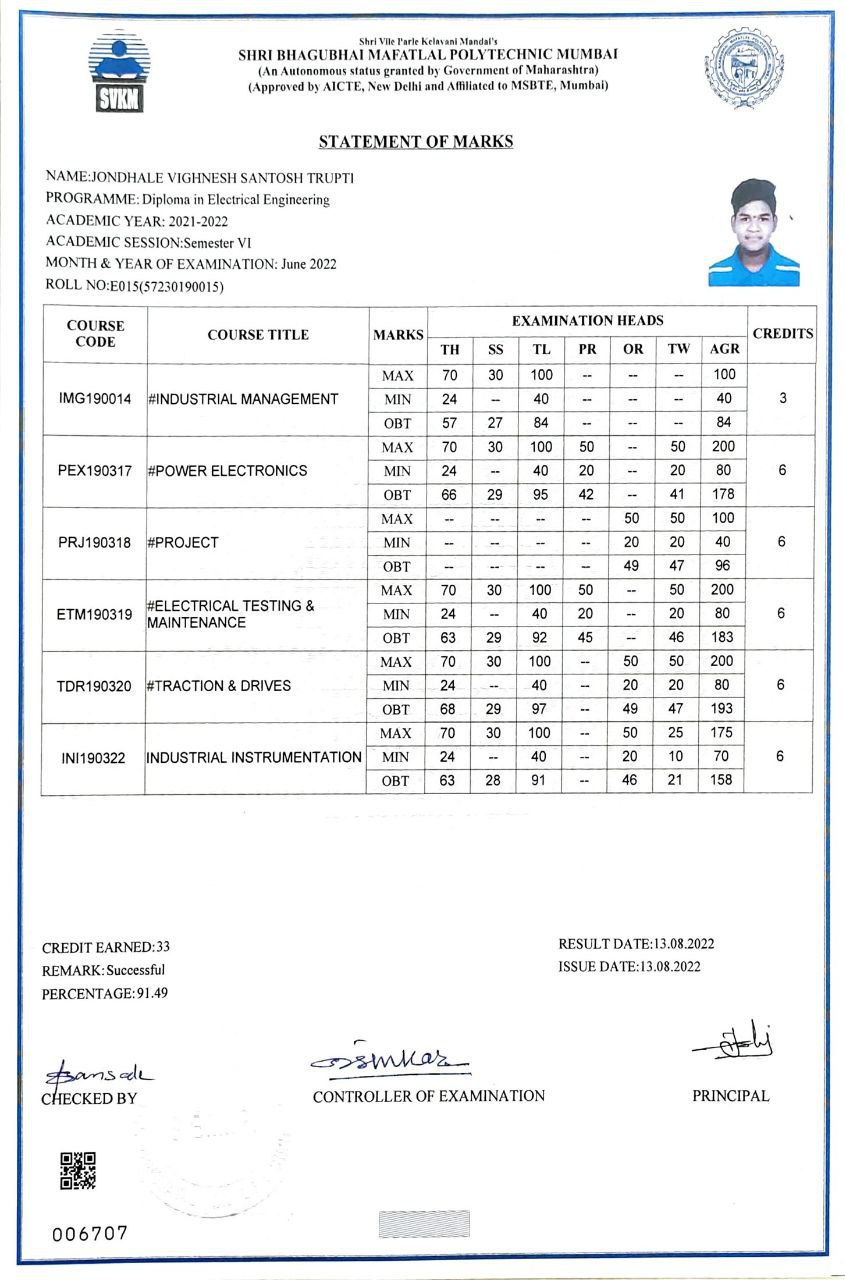 Shri Vile Parle Kelavani Mandal's
SHRI BHAGUBHAI MAFATLAL POLYTECHNIC MUMBAI
(An Autonomous status granted by Government of Maharashtra)
(Approved by AICTE, New Delhi and Affiliated to MSBTE, Mumbai)
SVKM
STATEMENT OF MARKS
NAME:JONDHALE VIGHNESH SANTOSH TRUPTI
PROGRAMME: Diploma in Electrical Engineering
ACADEMIC YEAR: 2021-2022
ACADEMIC SESSION:Semester VI
MONTH & YEAR OF EXAMINATION: June 2022
ROLL NO:E015(57230190015)
COURSE CODE COURSE TITLE MARKS EXAMINATION HEADS CREDITS
TH SS TL PR OR TW AGR
MAX 70 30 100 -- -- -- 100
IMG190014 #INDUSTRIAL MANAGEMENT MIN 24 -- 40 -- -- -- 40 3
OBT 57 27 84 -- -- -- 84
MAX 70 30 100 50 -- 50 200
PEX190317 #POWER ELECTRONICS MIN 24 -- 40 20 -- 20 80 6
OBT 66 29 95 42 -- 41 178
MAX -- -- -- -- 50 50 100
PRJ190318 #PROJECT MIN -- -- -- -- 20 20 40 6
OBT -- -- -- -- 49 47 96
MAX 70 30 100 50 -- 50 200
ETM190319 #ELECTRICAL TESTING & MAINTENANCE MIN 24 -- 40 20 -- 20 80 6
OBT 63 29 92 45 -- 46 183
MAX 70 30 100 -- 50 50 200
TDR190320 #TRACTION & DRIVES MIN 24 -- 40 -- 20 20 80 6
OBT 68 29 97 -- 49 47 193
MAX 70 30 100 -- 50 25 175
INI190322 INDUSTRIAL INSTRUMENTATION MIN 24 -- 40 -- 20 10 70 6
OBT 63 28 91 -- 46 21 158
CREDIT EARNED:33
REMARK:Successful
PERCENTAGE:91.49
RESULT DATE:13.08.2022
ISSUE DATE:13.08.2022
CHECKED BY
CONTROLLER OF EXAMINATION
PRINCIPAL
006707